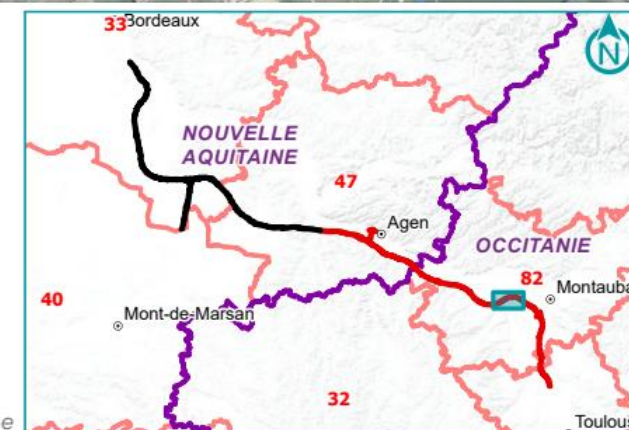 33
Bordeaux
N
NOUVELLE
AQUITAINE
47
Agen
OCCITANIE
82
Montauba
40
Mont-de-Marsan
32
Toulous
e